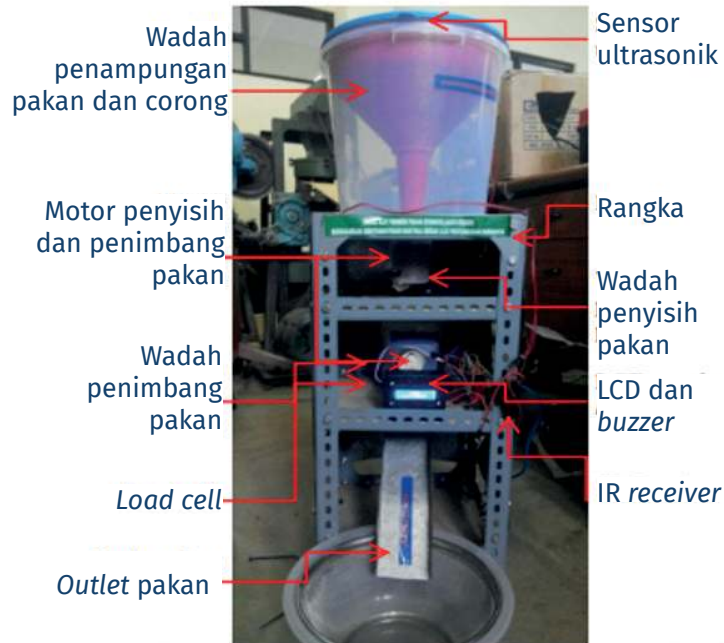 Wadah
penampungan
pakan dan corong
Motor penyisih
dan penimbang
pakan
Wadah
penimbang
pakan
Load cell
Outlet pakan
Sensor
ultrasonik
Rangka
Wadah
penyisih
pakan
LCD dan
buzzer
IR receiver